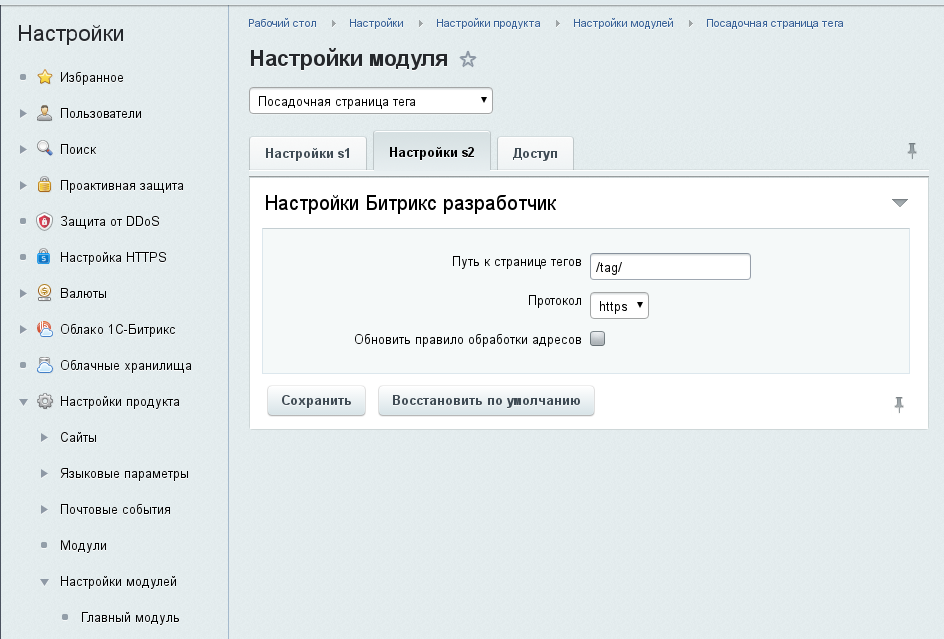 Настройки
Избранное
Пользователи
Поиск
Проактивная защита
Защита от DDoS
Настройка HTTPS
Валюты
Облако 1С-Битрикс
Облачные хранилища
Настройки продукта
Сайты
Языковые параметры
Почтовые события
Модули
Настройки модулей
Главный модуль
Рабочий стол Настройки Настройки продукта Настройки модулей Посадочная страница тега
Настройки модуля
Посадочная страница тега
Настройки s1 Настройки s2 Доступ
Настройки Битрикс разработчик
Путь к странице тегов /tag/
Протокол https
Обновить правило обработки адресов
Сохранить Восстановить по умолчанию